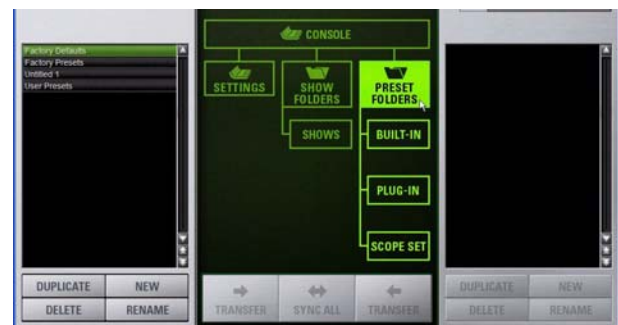 Factory Defaults
Factory Presets
Untitled 1
User Presets
DUPLICATE
NEW
DELETE
RENAME
CONSOLE
SETTINGS
SHOW
FOLDERS
PRESET
FOLDERS
SHOWS
BUILT-IN
PLUG-IN
SCOPE SET
TRANSFER
SYNC ALL
TRANSFER
DUPLICATE
NEW
DELETE
RENAME